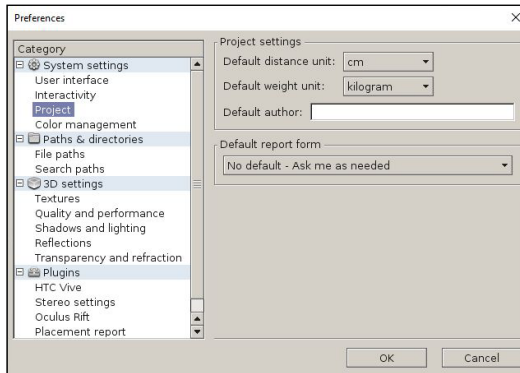 Preferences
Category
System settings
User interface
Interactivity
Project
Color management
Paths & directories
File paths
Search paths
3D settings
Textures
Quality and performance
Shadows and lighting
Reflections
Transparency and refraction
Plugins
HTC Vive
Stereo settings
Oculus Rift
Placement report
Project settings
Default distance unit: cm
Default weight unit: kilogram
Default author:
Default report form
No default - Ask me as needed
OK Cancel